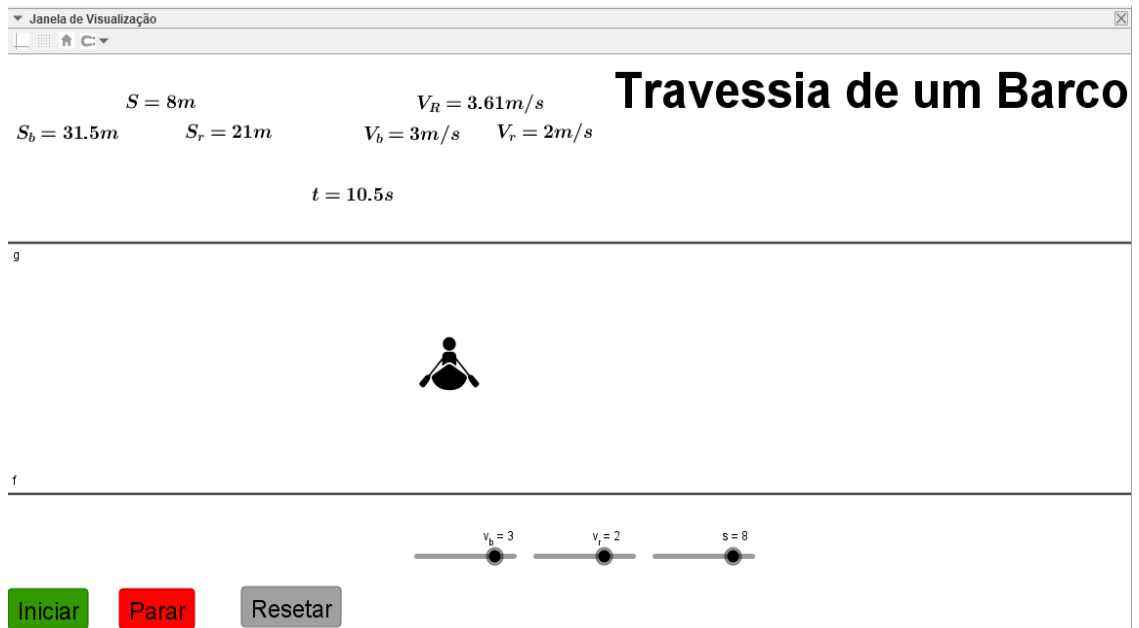 Janela de Visualização
Travessia de um Barco
S = 8m
V_R = 3.61m/s
S_b = 31.5m
S_r = 21m
V_b = 3m/s
V_r = 2m/s
t = 10.5s
g
f
v_b = 3
v_r = 2
s = 8
Iniciar
Parar
Resetar